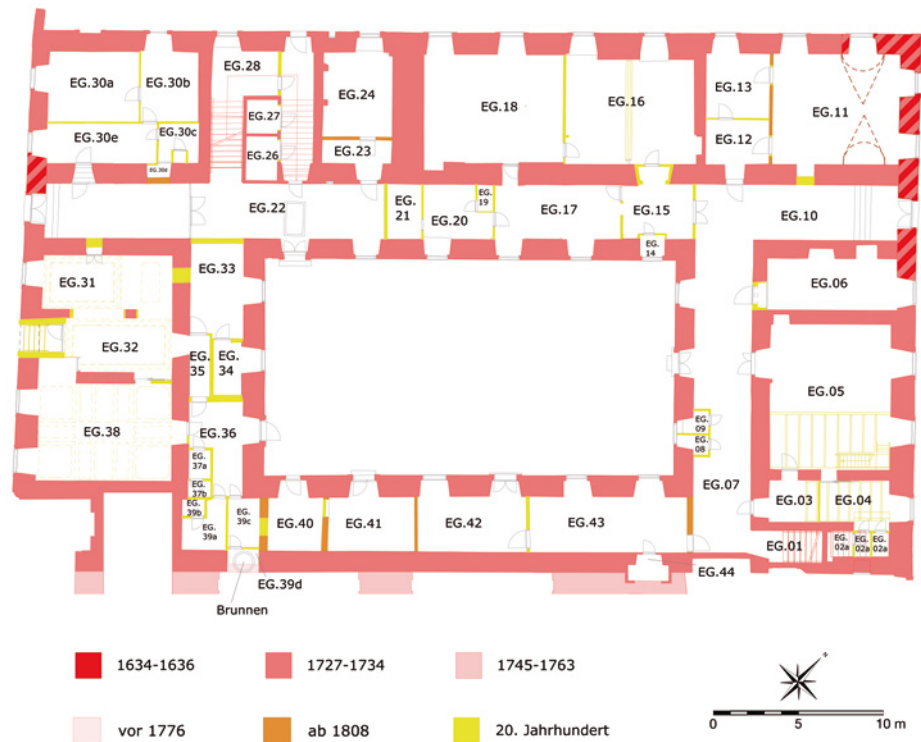 EG.30a
EG.30b
EG.28
EG.24
EG.18
EG.16
EG.13
EG.11
EG.27
EG.30e
EG.30c
EG.26
EG.23
EG.12
EG.30d
EG.22
EG.
21
EG.20
EG.
19
EG.17
EG.15
EG.10
EG.
14
EG.33
EG.31
EG.06
EG.32
EG.
35
EG.
34
EG.05
EG.38
EG.36
EG.
09
EG.
08
EG.
37a
EG.
37b
EG.
39b
EG.
39a
EG.
39c
EG.40
EG.41
EG.42
EG.43
EG.07
EG.03
EG.04
EG.01
EG.
02a
EG.
02a
EG.
02a
EG.39d
EG.44
Brunnen
1634-1636
1727-1734
1745-1763
vor 1776
ab 1808
20. Jahrhundert
0 5 10 m